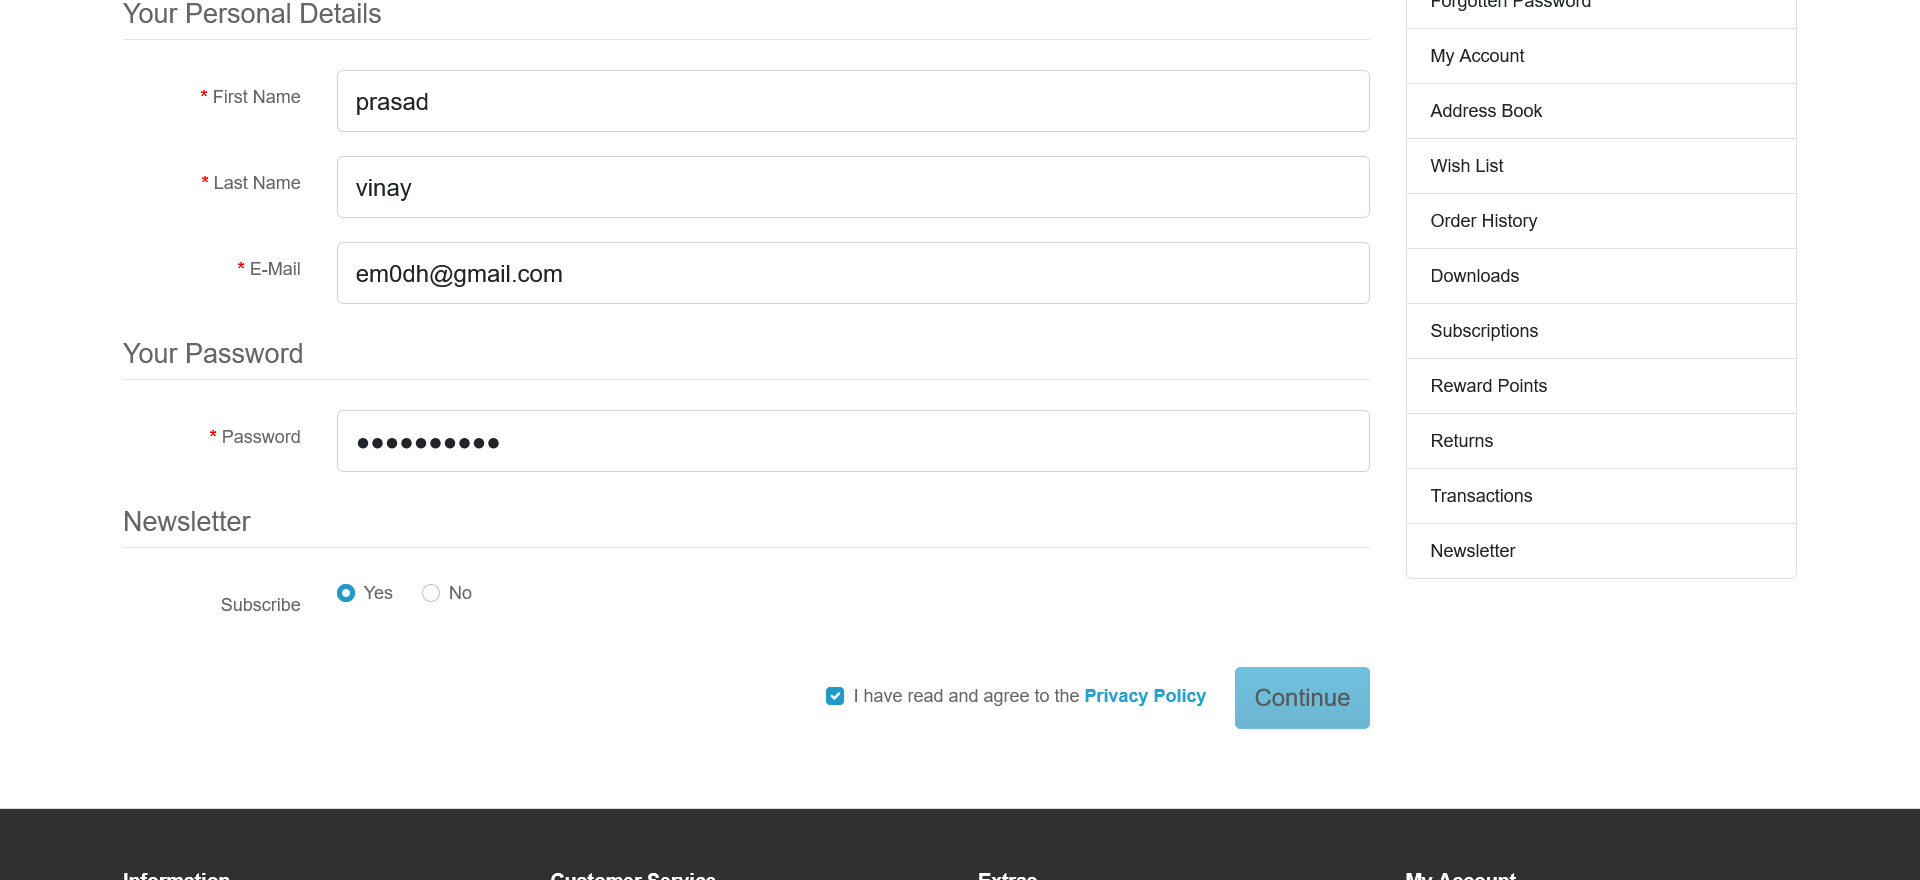 Your Personal Details
* First Name
prasad
* Last Name
vinay
* E-Mail
em0dh@gmail.com
Your Password
* Password
●●●●●●●●●●
Newsletter
Subscribe
Yes
No
I have read and agree to the Privacy Policy
Continue
Forgotten Password
My Account
Address Book
Wish List
Order History
Downloads
Subscriptions
Reward Points
Returns
Transactions
Newsletter
Information
Customer Service
Extras
My Account